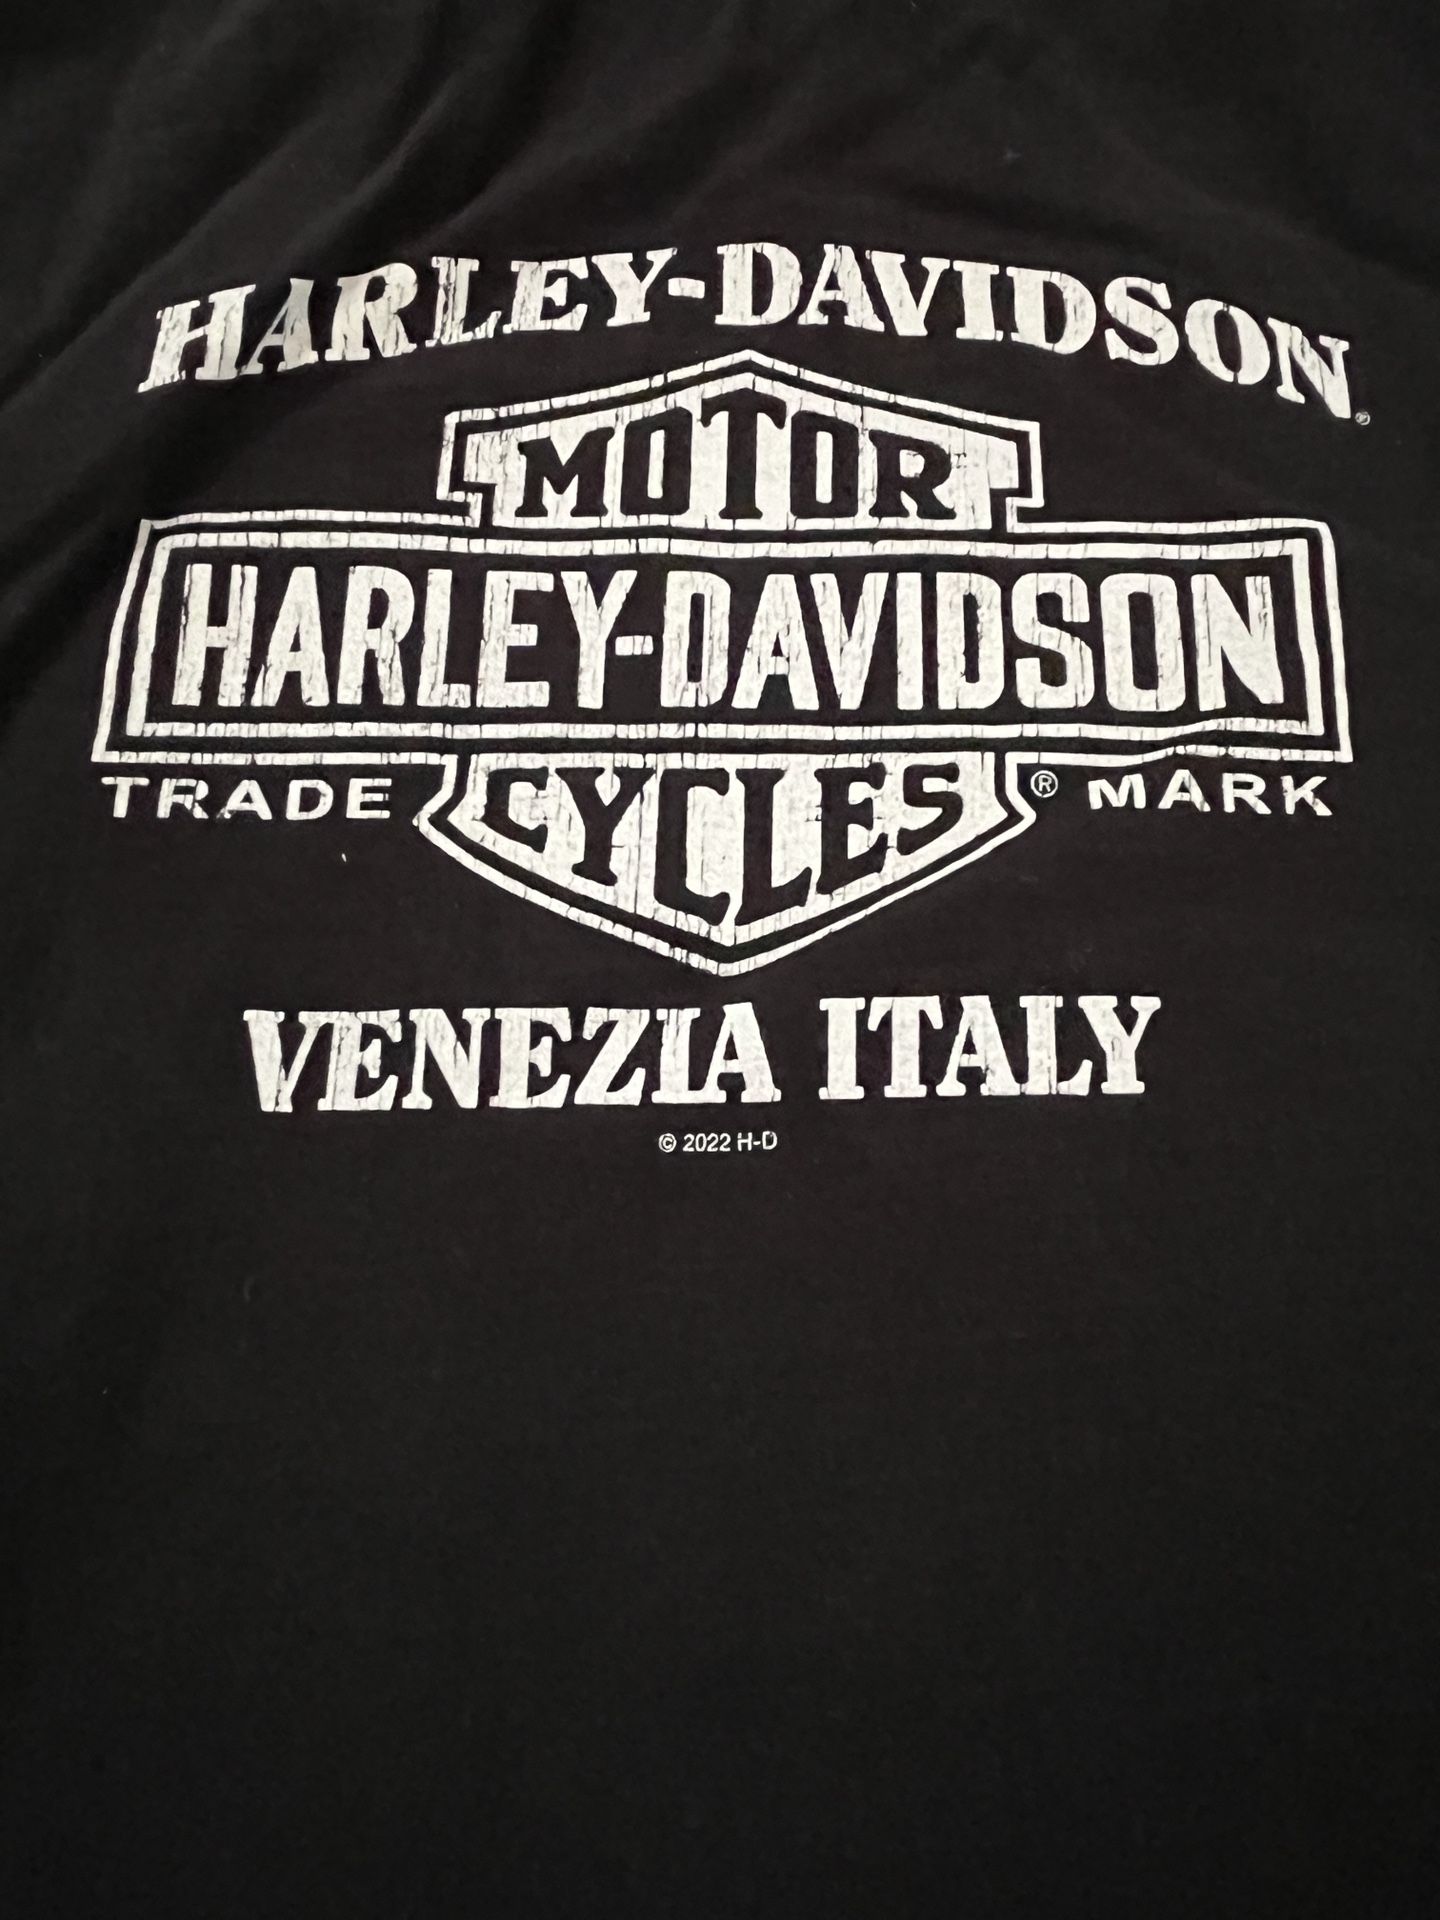 HARLEY-DAVIDSON®
MOTOR
HARLEY-DAVIDSON
TRADE CYCLES ® MARK
VENEZIA ITALY
© 2022 H-D